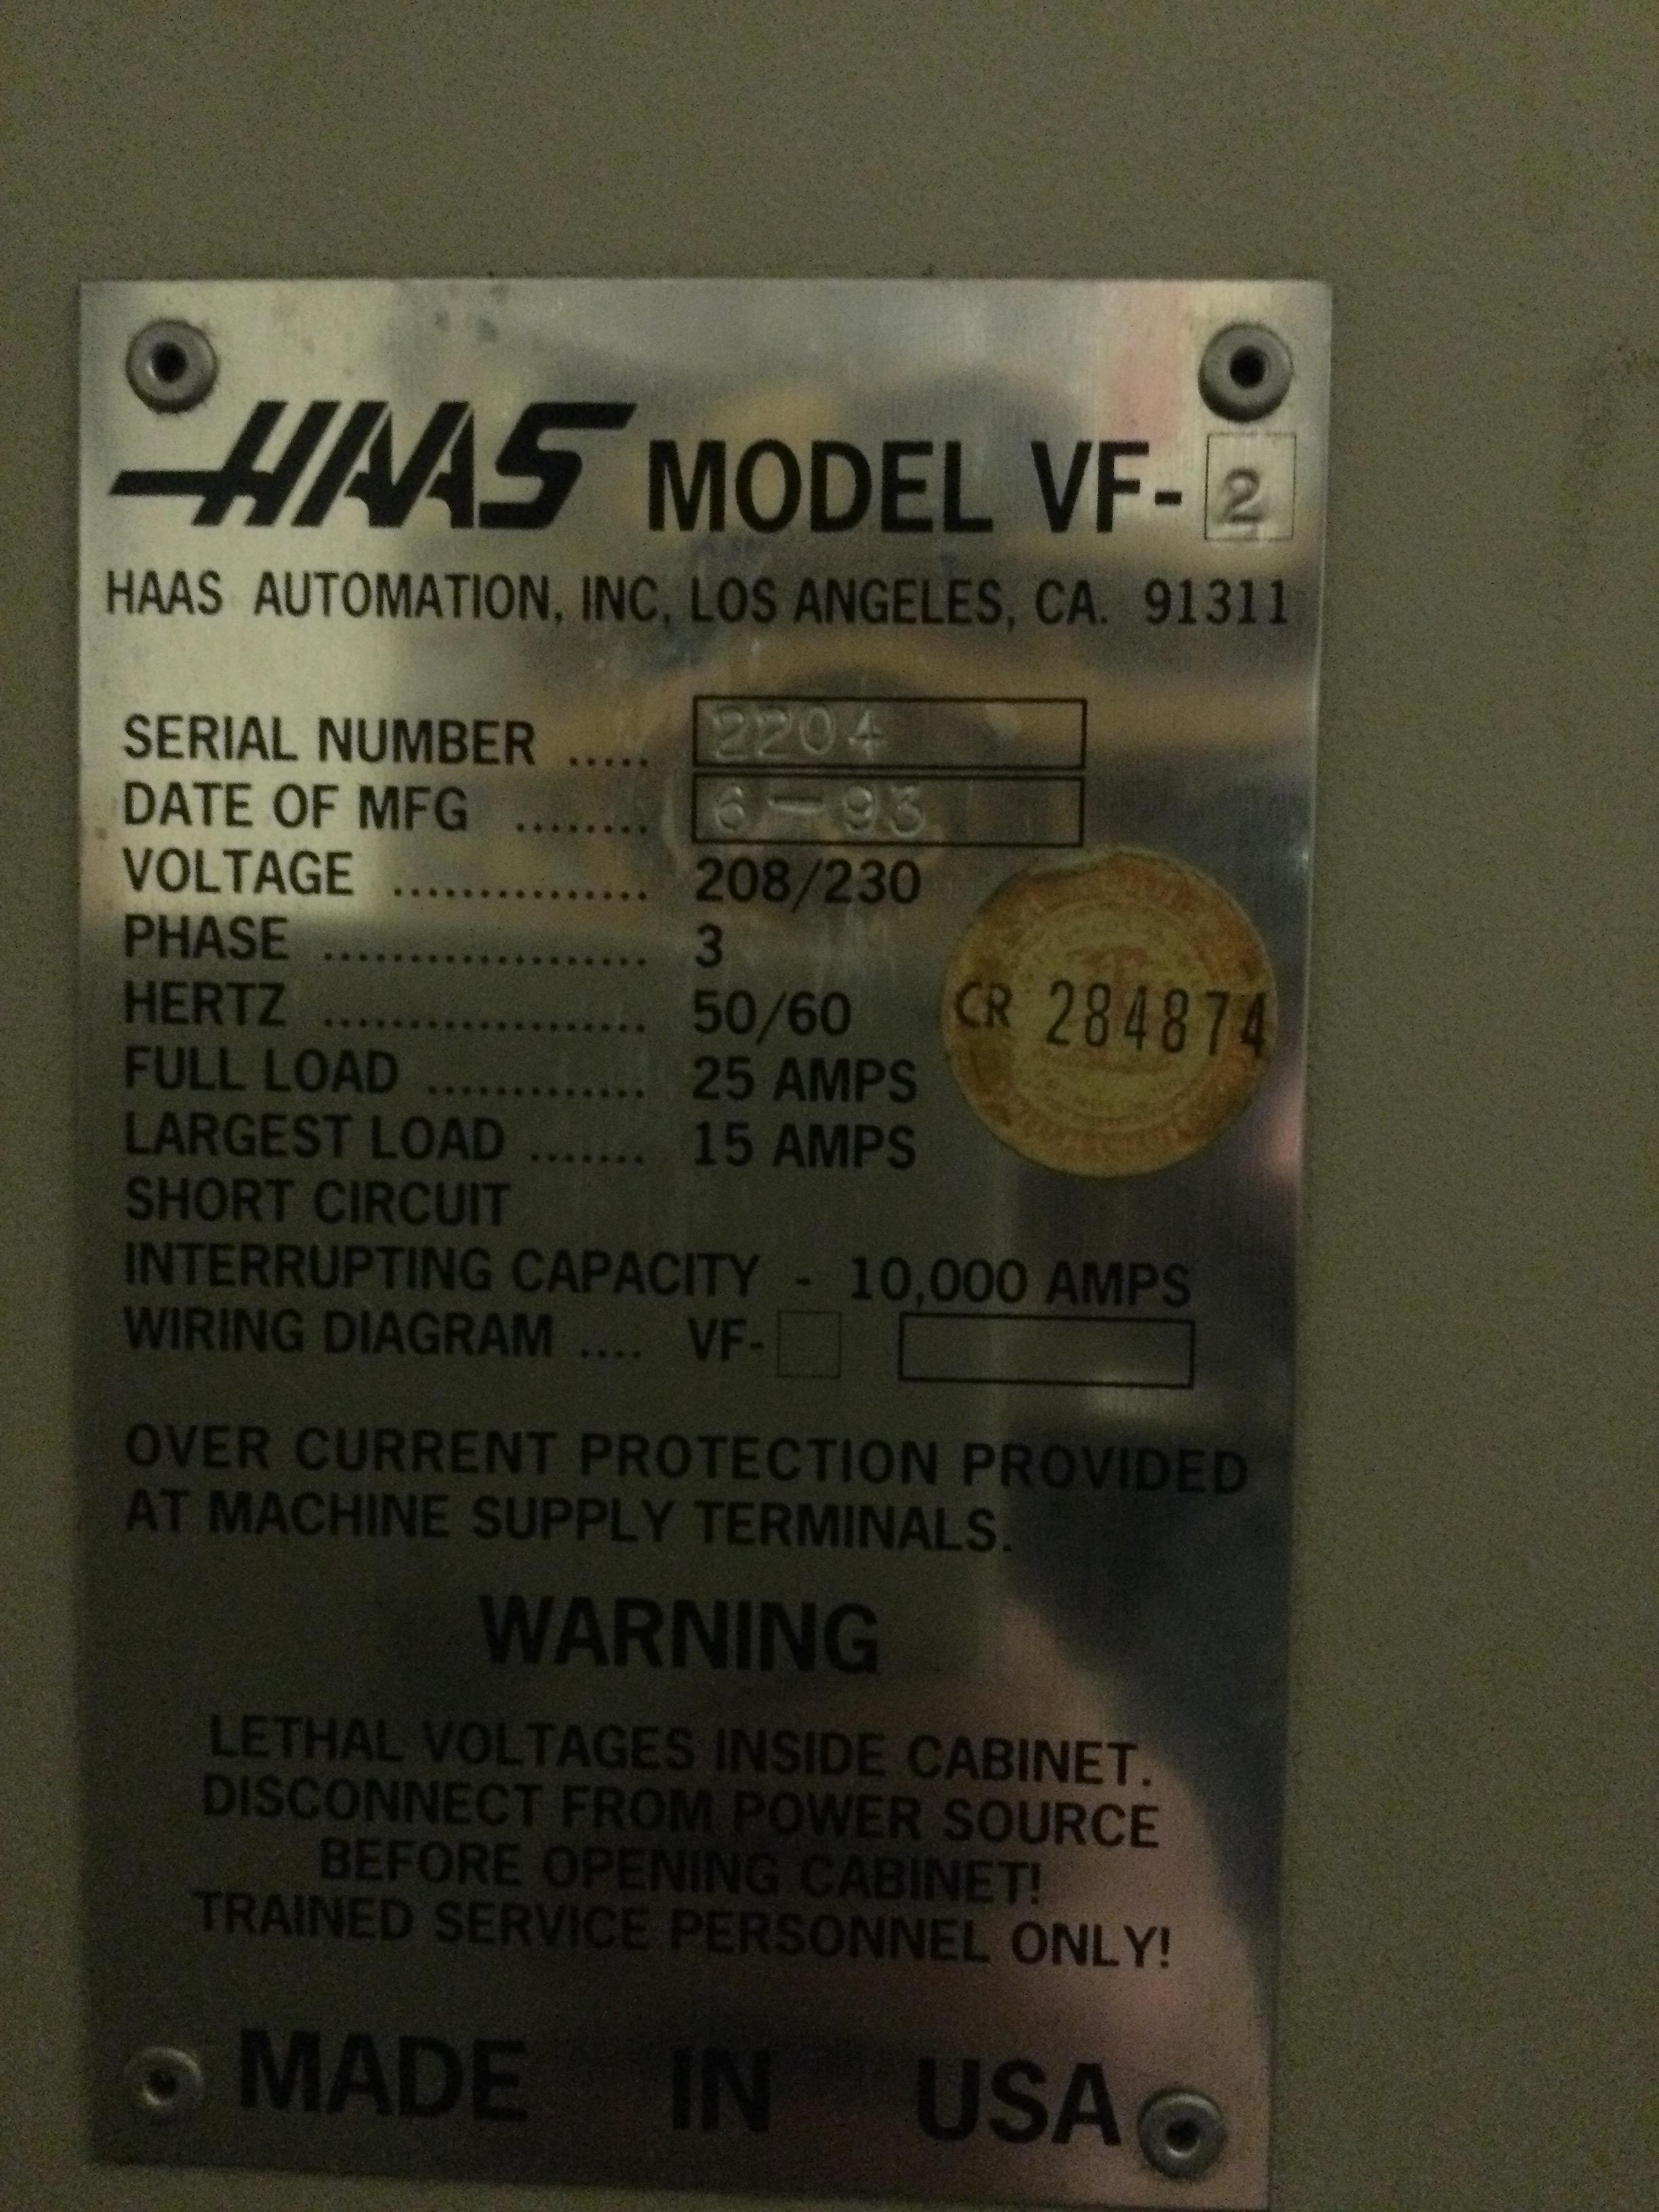 HAAS MODEL VF-2
HAAS AUTOMATION, INC, LOS ANGELES, CA. 91311
SERIAL NUMBER ..... 2204
DATE OF MFG ........ 6-93
VOLTAGE ............... 208/230
PHASE ................... 3
HERTZ ................... 50/60
CR 284874
FULL LOAD ............. 25 AMPS
LARGEST LOAD ....... 15 AMPS
SHORT CIRCUIT
INTERRUPTING CAPACITY - 10,000 AMPS
WIRING DIAGRAM .... VF-
OVER CURRENT PROTECTION PROVIDED
AT MACHINE SUPPLY TERMINALS.
WARNING
LETHAL VOLTAGES INSIDE CABINET.
DISCONNECT FROM POWER SOURCE
BEFORE OPENING CABINET!
TRAINED SERVICE PERSONNEL ONLY!
MADE IN USA